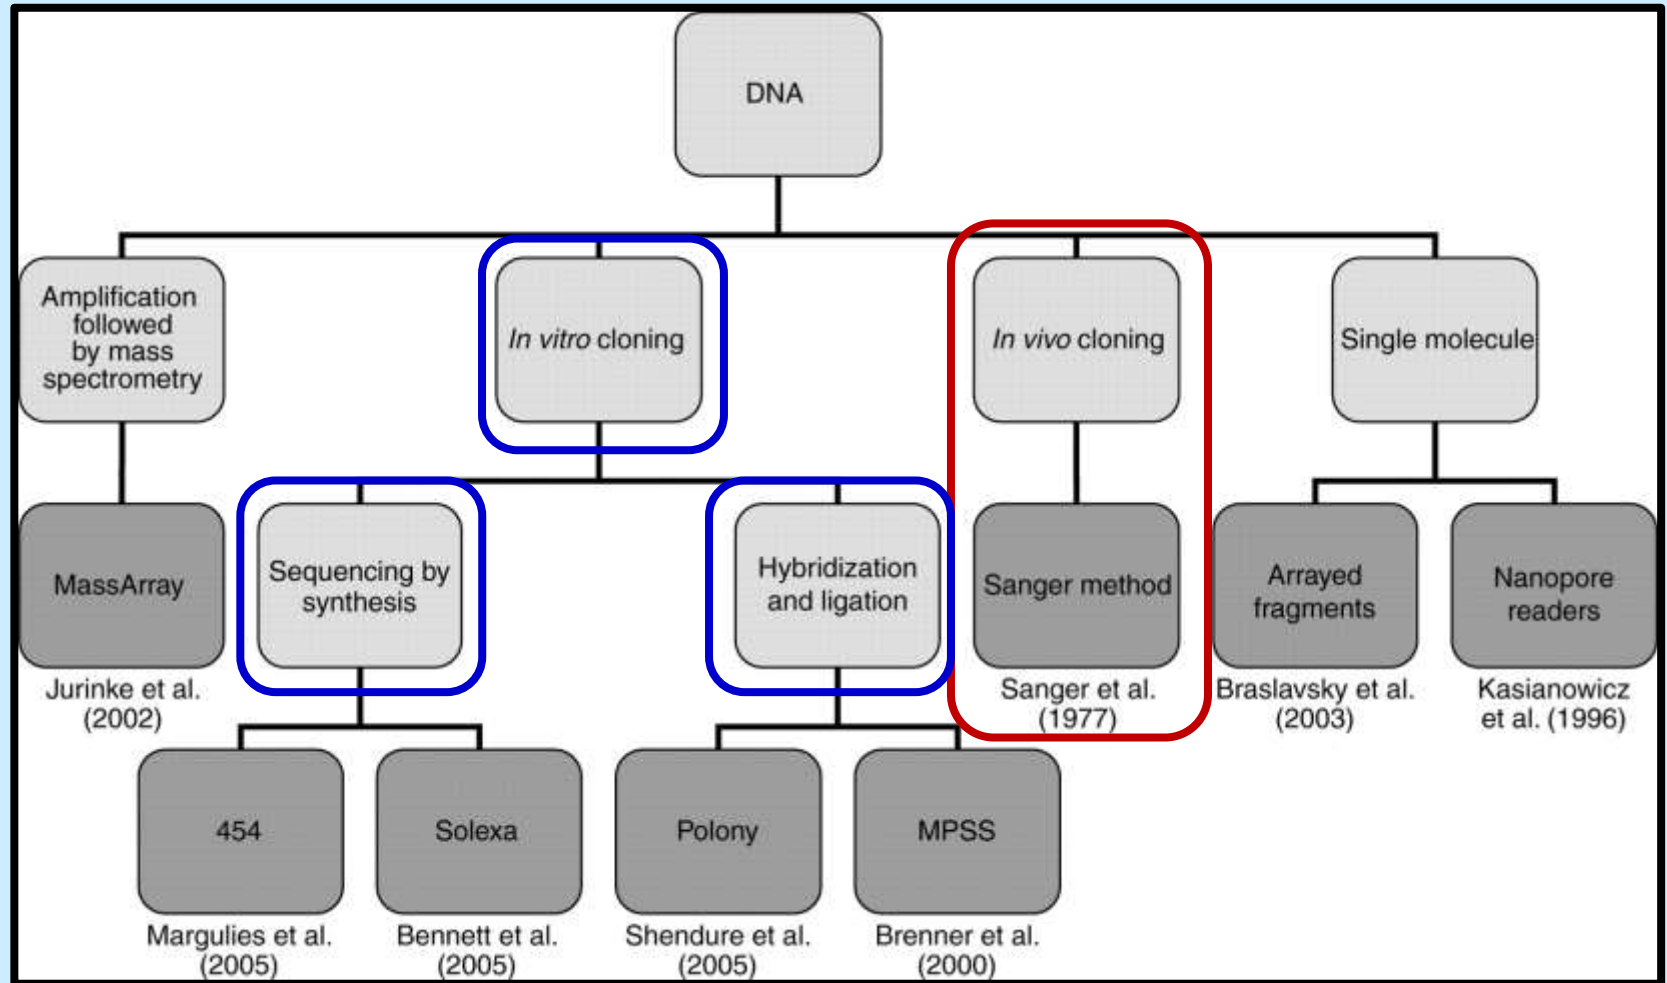 DNA
Amplification
followed
by mass
spectrometry
In vitro cloning
In vivo cloning
Single molecule
MassArray
Jurinke et al.
(2002)
Sequencing by
synthesis
Hybridization
and ligation
Sanger method
Sanger et al.
(1977)
Arrayed
fragments
Braslavsky et al.
(2003)
Nanopore
readers
Kasianowicz
et al. (1996)
454
Margulies et al.
(2005)
Solexa
Bennett et al.
(2005)
Polony
Shendure et al.
(2005)
MPSS
Brenner et al.
(2000)